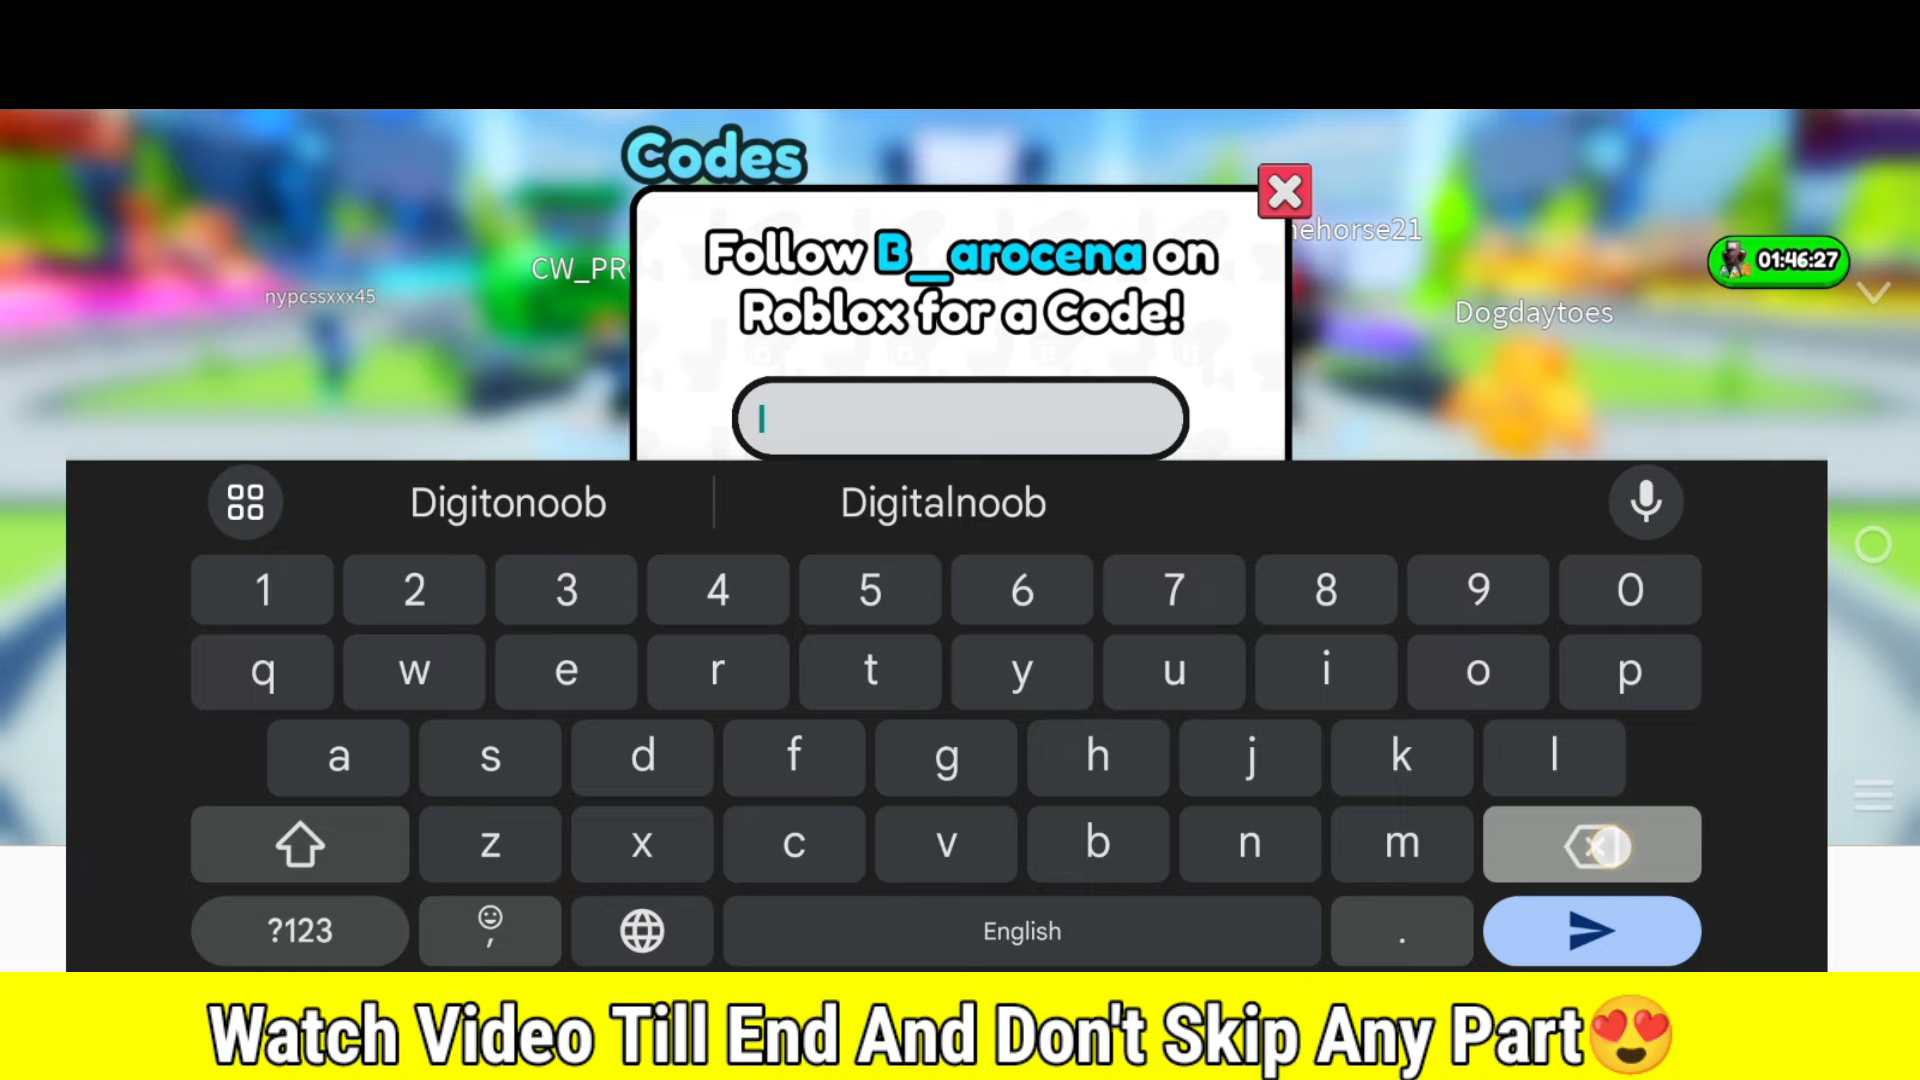 Codes
Follow B_arocena on
Roblox for a Code!
nehorse21
CW_PR
nypcssxxx45
01:46:27
Dogdaytoes
Digitonoob Digitalnoob
1 2 3 4 5 6 7 8 9 0
q w e r t y u i o p
a s d f g h j k l
z x c v b n m
?123 , English .
Watch Video Till End And Don't Skip Any Part😍